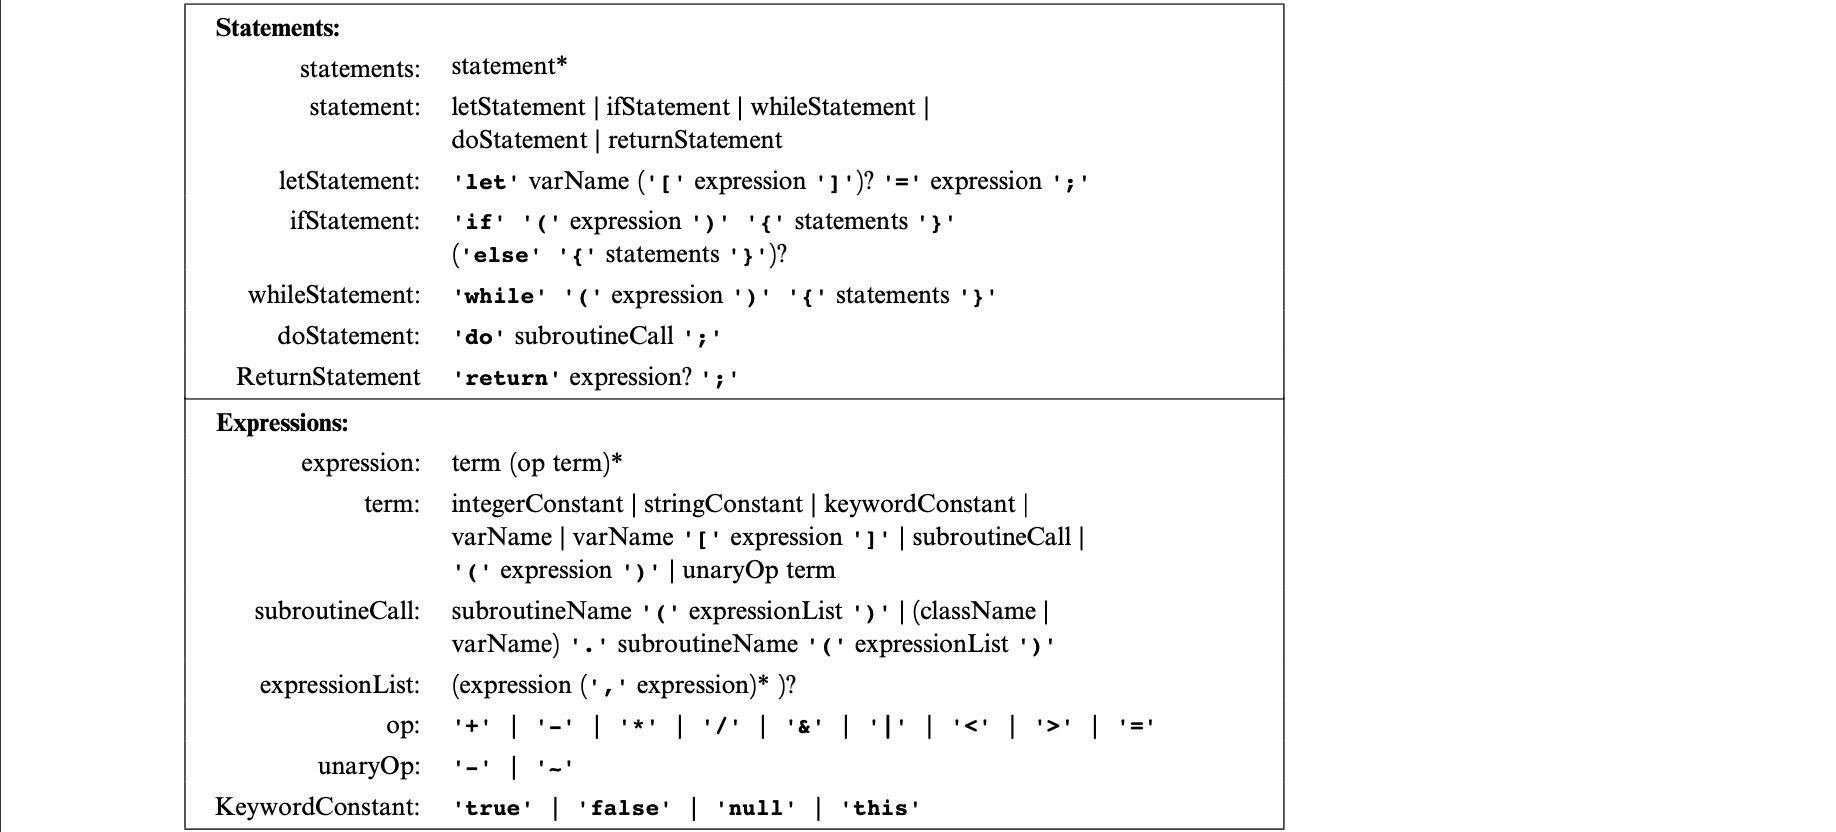 Statements:
statements: statement*
statement: letStatement | ifStatement | whileStatement |
doStatement | returnStatement
letStatement: 'let' varName ('[' expression ']')? '=' expression ';'
ifStatement: 'if' '(' expression ')' '{' statements '}'
('else' '{' statements '}')?
whileStatement: 'while' '(' expression ')' '{' statements '}'
doStatement: 'do' subroutineCall ';'
ReturnStatement 'return' expression? ';'
Expressions:
expression: term (op term)*
term: integerConstant | stringConstant | keywordConstant |
varName | varName '[' expression ']' | subroutineCall |
'(' expression ')' | unaryOp term
subroutineCall: subroutineName '(' expressionList ')' | (className |
varName) '.' subroutineName '(' expressionList ')'
expressionList: (expression (',' expression)* )?
op: '+' | '-' | '*' | '/' | '&' | '|' | '<' | '>' | '='
unaryOp: '-' | '~'
KeywordConstant: 'true' | 'false' | 'null' | 'this'